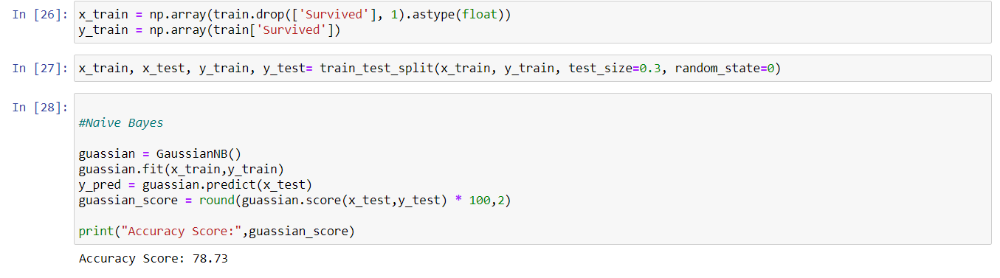 In [26]: x_train = np.array(train.drop(['Survived'], 1).astype(float))
y_train = np.array(train['Survived'])
In [27]: x_train, x_test, y_train, y_test= train_test_split(x_train, y_train, test_size=0.3, random_state=0)
In [28]:
#Naive Bayes
guassian = GaussianNB()
guassian.fit(x_train,y_train)
y_pred = guassian.predict(x_test)
guassian_score = round(guassian.score(x_test,y_test) * 100,2)
print("Accuracy Score:",guassian_score)
Accuracy Score: 78.73